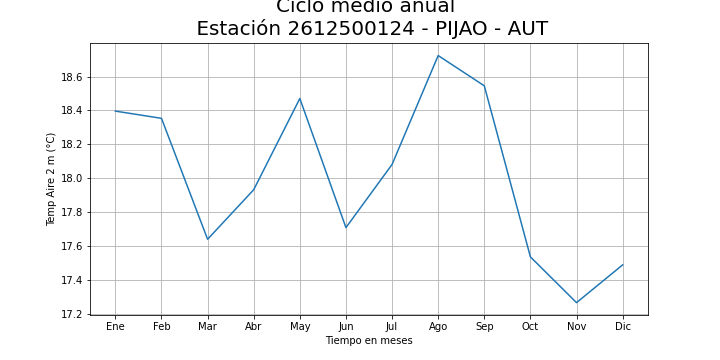 Ciclo medio anual
Estación 2612500124 - PIJAO - AUT
Temp Aire 2 m (°C)
18.6
18.4
18.2
18.0
17.8
17.6
17.4
17.2
Ene Feb Mar Abr May Jun Jul Ago Sep Oct Nov Dic
Tiempo en meses